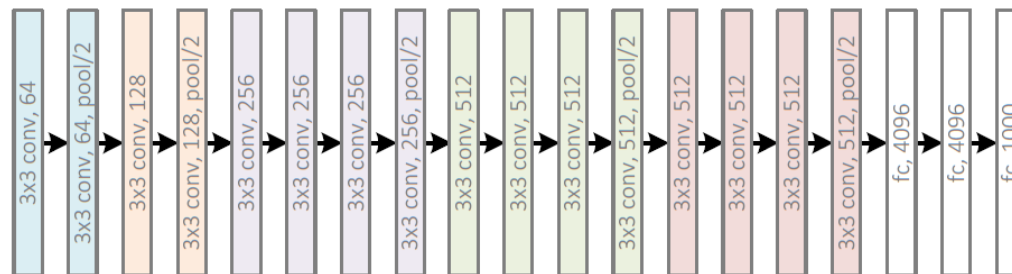 3x3 conv, 64
3x3 conv, 64, pool/2
3x3 conv, 128
3x3 conv, 128, pool/2
3x3 conv, 256
3x3 conv, 256
3x3 conv, 256
3x3 conv, 256, pool/2
3x3 conv, 512
3x3 conv, 512
3x3 conv, 512
3x3 conv, 512, pool/2
3x3 conv, 512
3x3 conv, 512
3x3 conv, 512
3x3 conv, 512, pool/2
fc, 4096
fc, 4096
fc, 1000